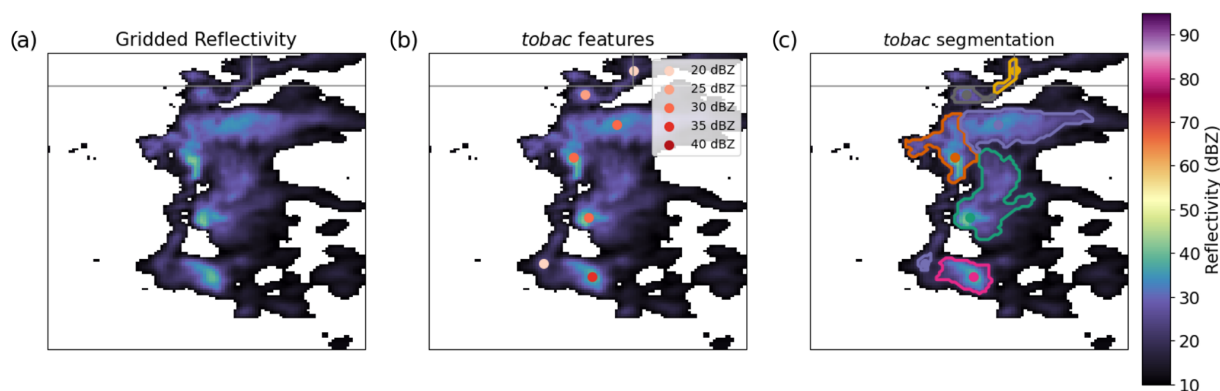 (a)
Gridded Reflectivity
(b)
tobac features
20 dBZ
25 dBZ
30 dBZ
35 dBZ
40 dBZ
(c)
tobac segmentation
90
80
70
60
50
40
30
20
10
Reflectivity (dBZ)